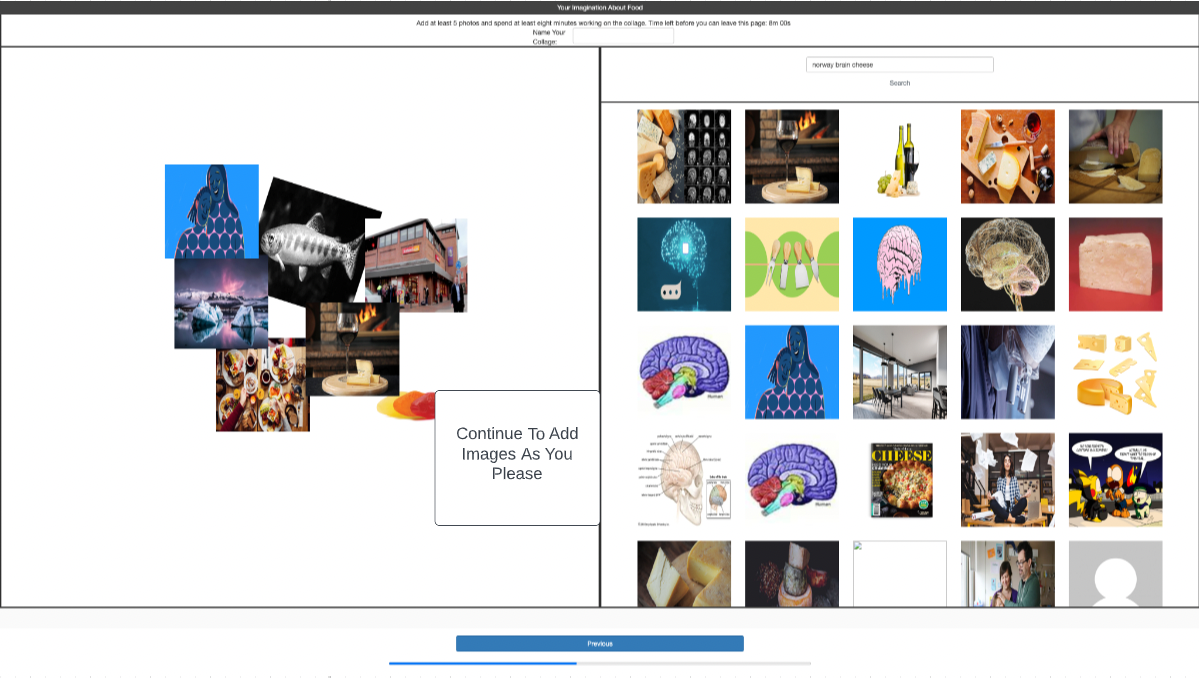 Your Imagination About Food
Add at least 5 photos and spend at least eight minutes working on the collage. Time left before you can leave this page: 8m 00s
Name Your
Collage:
norway brain cheese
Search
Continue To Add
Images As You
Please
Human
Human
CHEESE
Previous